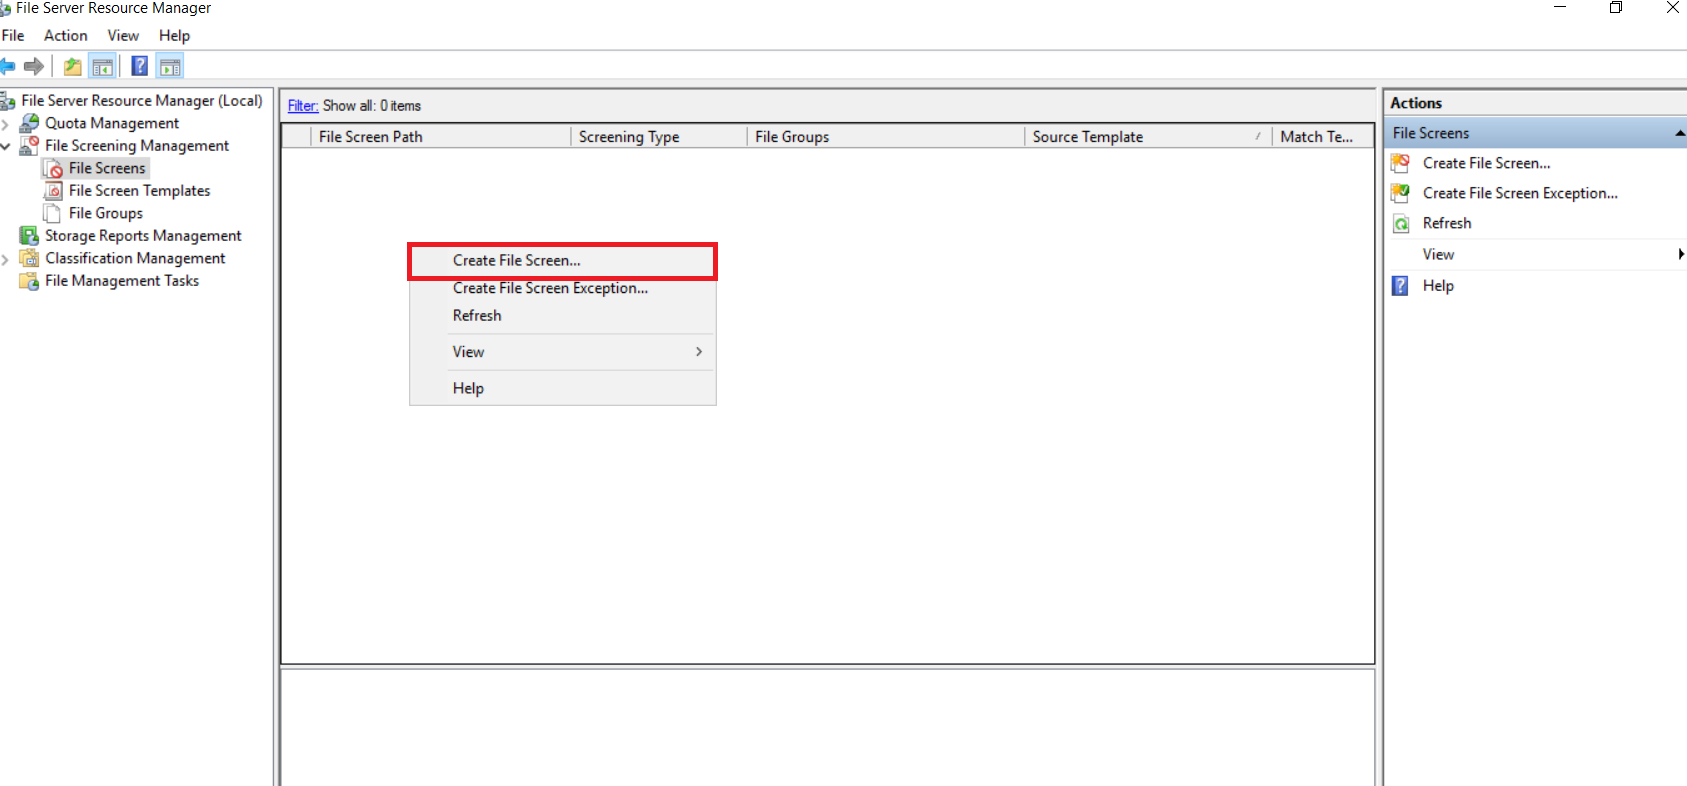 File Server Resource Manager
File Action View Help
File Server Resource Manager (Local)
Quota Management
File Screening Management
File Screens
File Screen Templates
File Groups
Storage Reports Management
Classification Management
File Management Tasks
Filter: Show all: 0 items
File Screen Path Screening Type File Groups Source Template Match Te...
Create File Screen...
Create File Screen Exception...
Refresh
View
Help
Actions
File Screens
Create File Screen...
Create File Screen Exception...
Refresh
View
Help